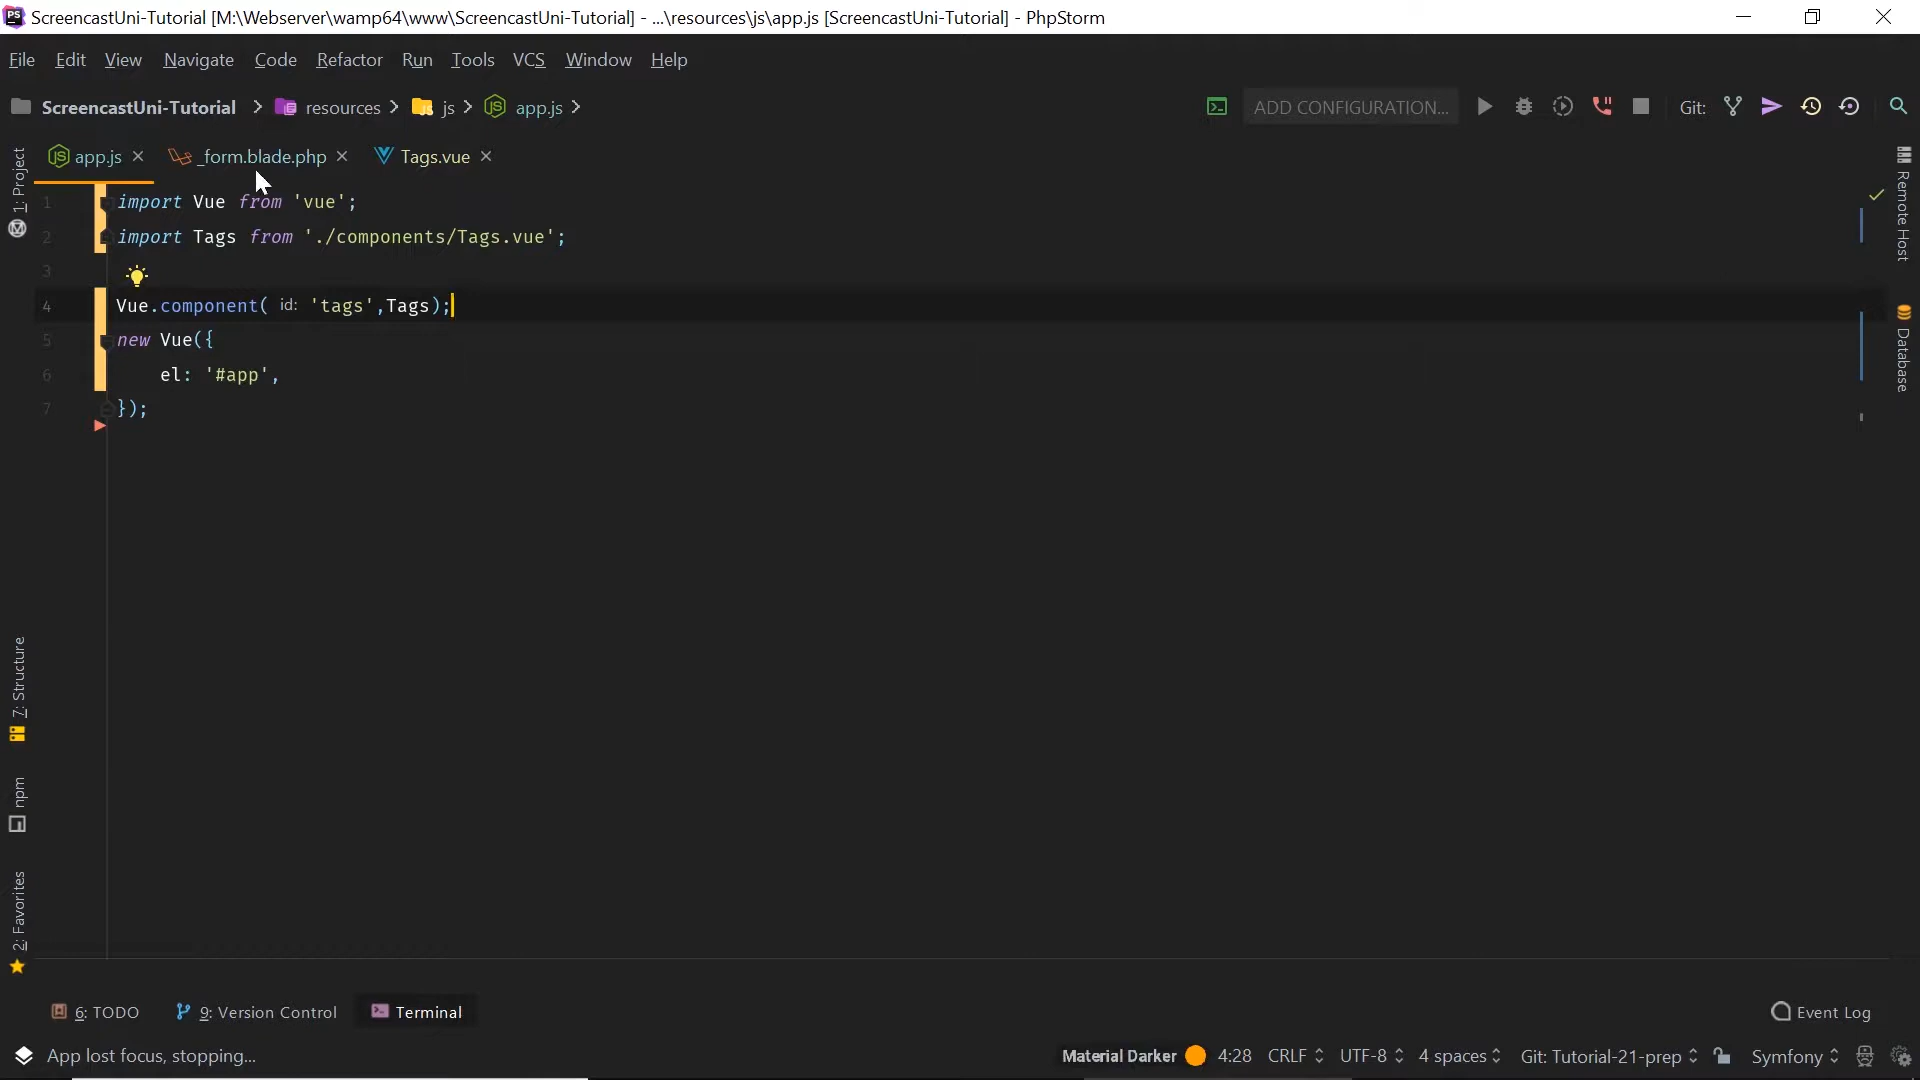 PS ScreencastUni-Tutorial [M:\Webserver\wamp64\www\ScreencastUni-Tutorial] - ...\resources\js\app.js [ScreencastUni-Tutorial] - PhpStorm
File Edit View Navigate Code Refactor Run Tools VCS Window Help
ScreencastUni-Tutorial resources js app.js ADD CONFIGURATION... Git:
app.js _form.blade.php Tags.vue
1 import Vue from 'vue';
2 import Tags from './components/Tags.vue';
3
4 Vue.component( id: 'tags',Tags);
5 new Vue({
6 el: '#app',
7 });
1: Project
7: Structure
npm
2: Favorites
Remote Host
Database
6: TODO 9: Version Control Terminal Event Log
App lost focus, stopping... Material Darker 4:28 CRLF UTF-8 4 spaces Git: Tutorial-21-prep Symfony